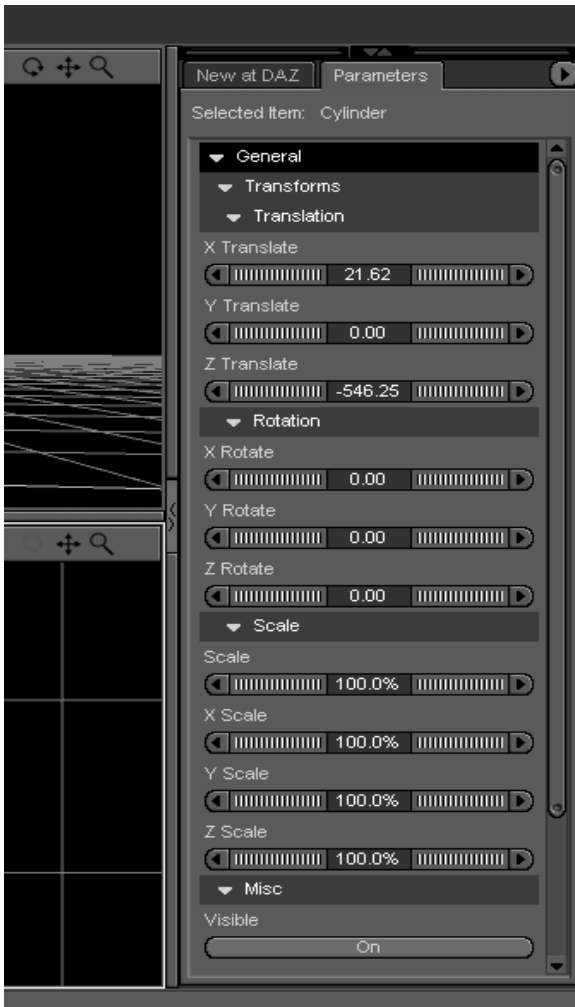 New at DAZ
Parameters
Selected Item: Cylinder
General
Transforms
Translation
X Translate
21.62
Y Translate
0.00
Z Translate
-546.25
Rotation
X Rotate
0.00
Y Rotate
0.00
Z Rotate
0.00
Scale
Scale
100.0%
X Scale
100.0%
Y Scale
100.0%
Z Scale
100.0%
Misc
Visible
On